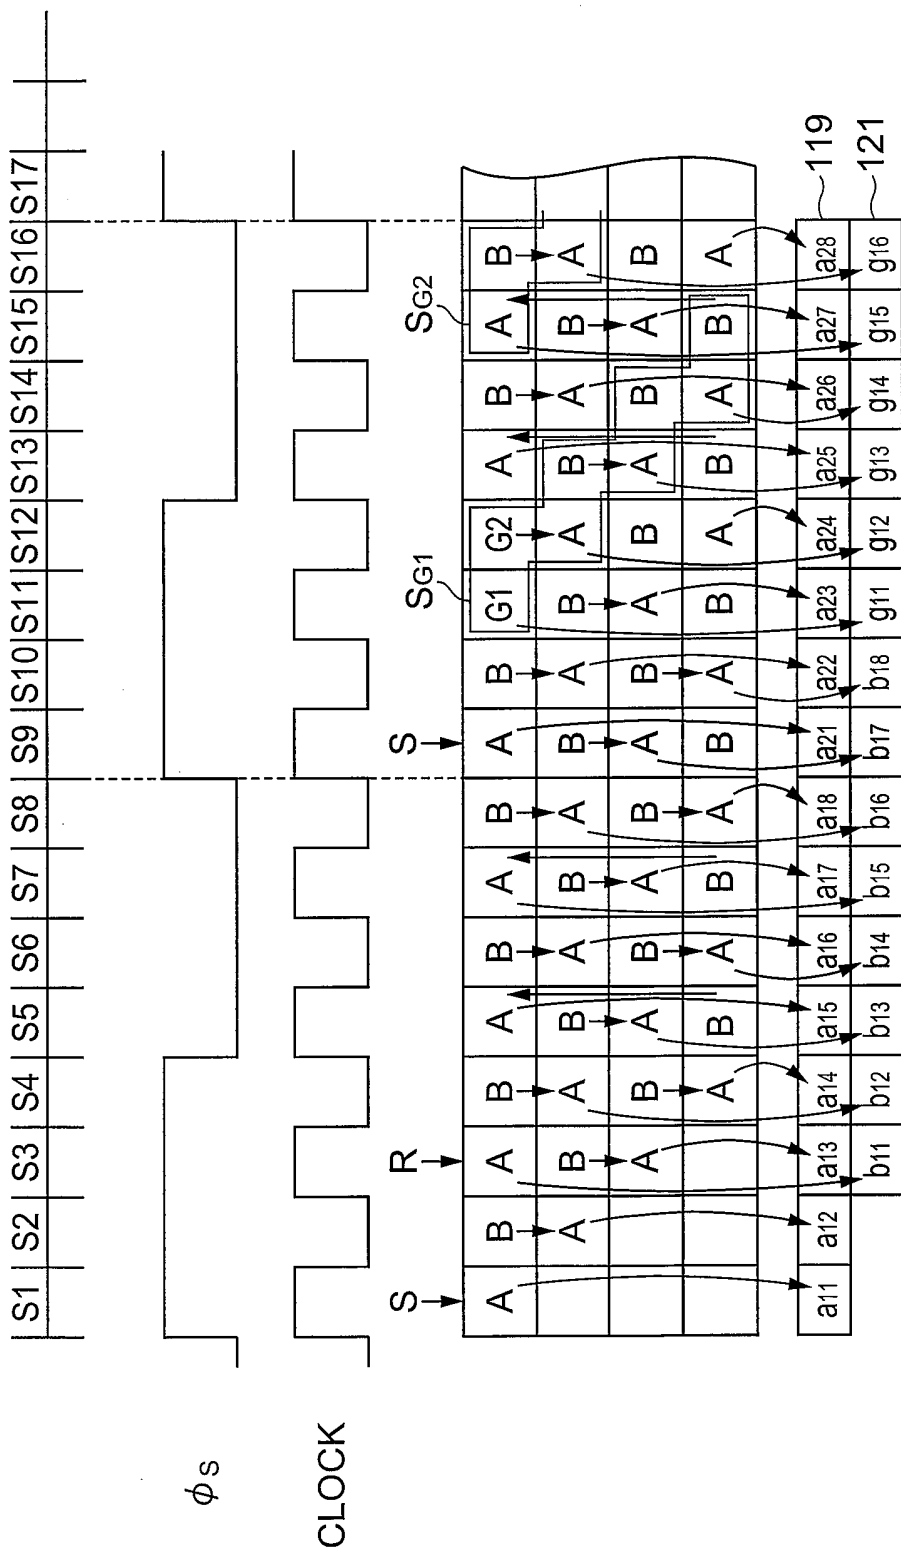 S1 S2 S3 S4 S5 S6 S7 S8 S9 S10 S11 S12 S13 S14 S15 S16 S17
ϕS
CLOCK
S R S SG1 SG2
A B A B A B A B A B G1 G2 A B A B
A B A B A B A B A B A B A B A
A B A B A B A B A B A B A B
A B A B A B A B A B A B A
a11 a12 a13 a14 a15 a16 a17 a18 a21 a22 a23 a24 a25 a26 a27 a28 119
b11 b12 b13 b14 b15 b16 b17 b18 g11 g12 g13 g14 g15 g16 121